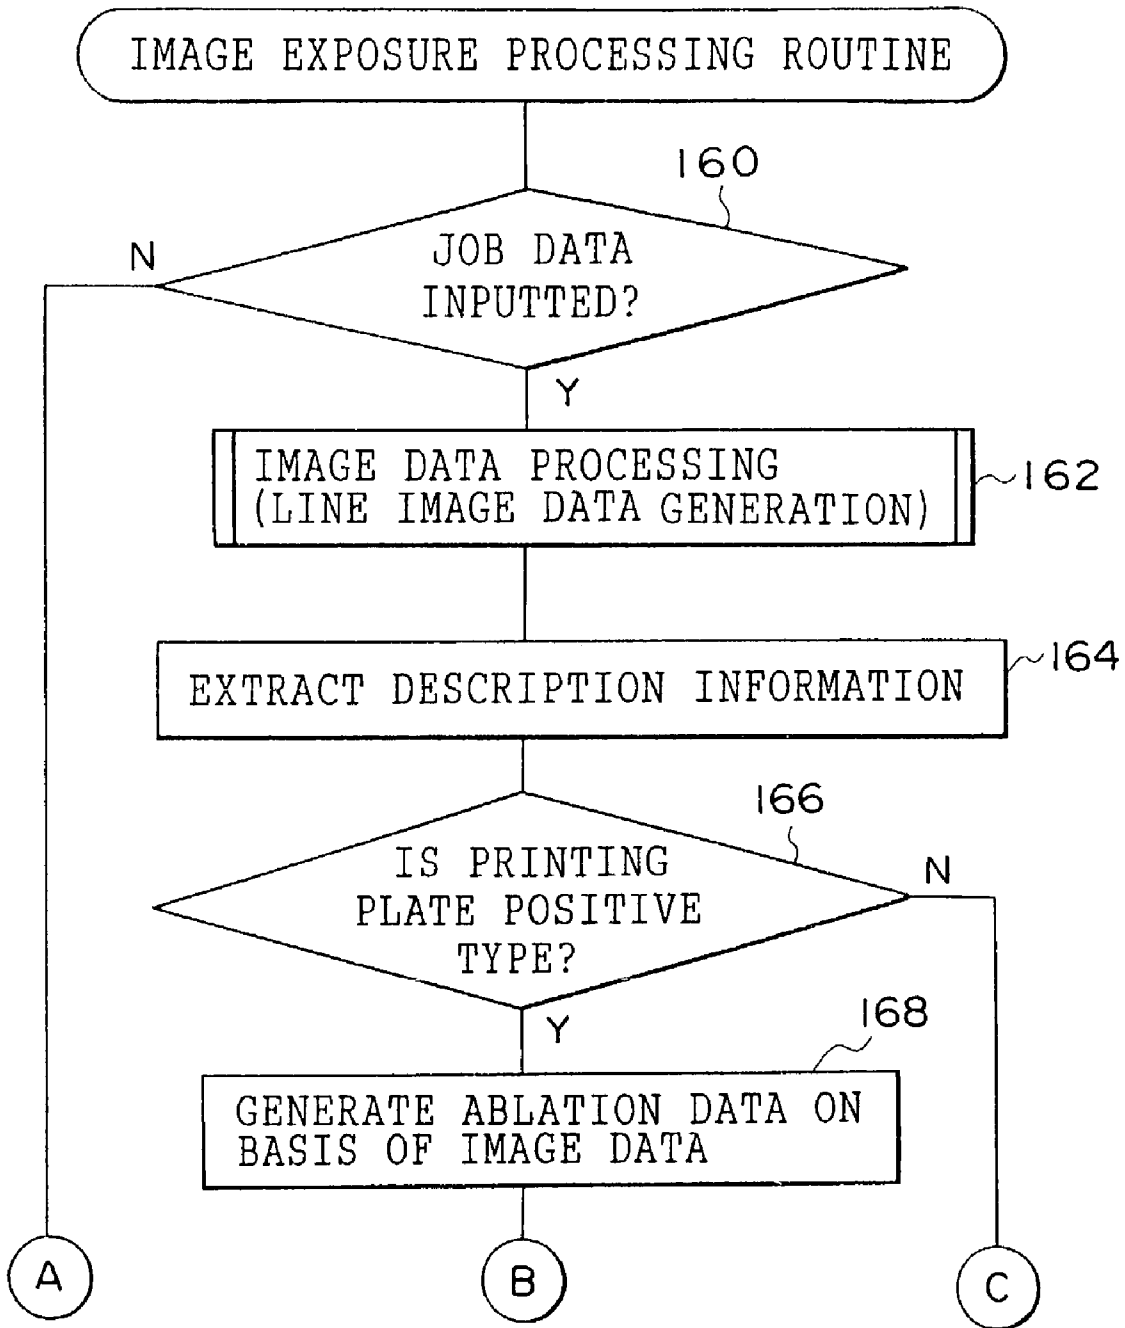 IMAGE EXPOSURE PROCESSING ROUTINE
160
N
JOB DATA
INPUTTED?
Y
IMAGE DATA PROCESSING
(LINE IMAGE DATA GENERATION)
162
EXTRACT DESCRIPTION INFORMATION
164
166
IS PRINTING
PLATE POSITIVE
TYPE?
N
Y
168
GENERATE ABLATION DATA ON
BASIS OF IMAGE DATA
A
B
C